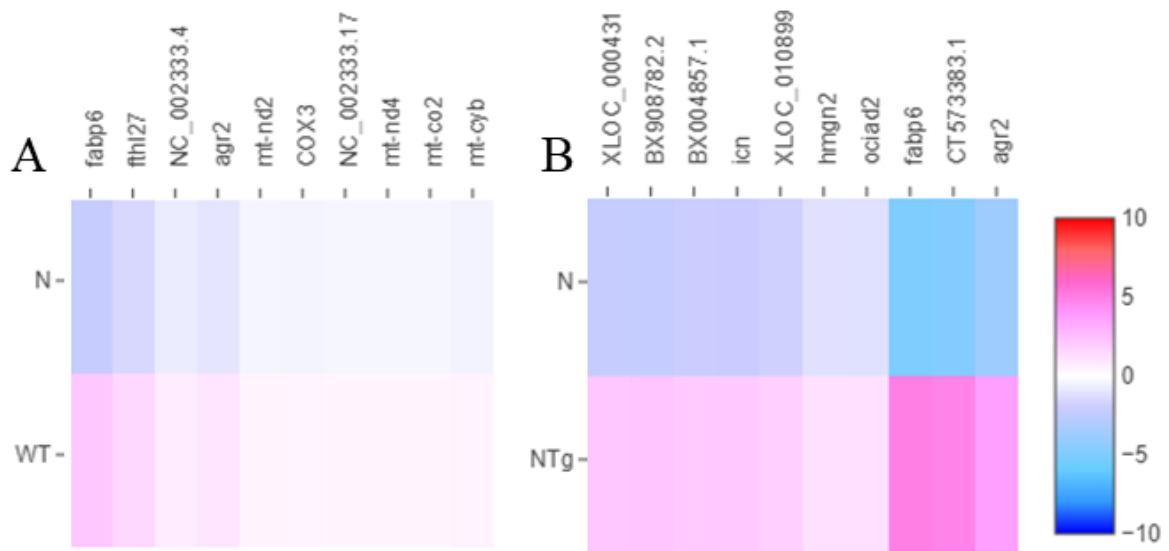 A
fabp6
fthl27
NC_002333.4
agr2
mt-nd2
COX3
NC_002333.17
mt-nd4
mt-co2
mt-cyb
N
WT
B
XLOC_000431
BX908782.2
BX004857.1
icn
XLOC_010899
hmgn2
ociad2
fabp6
CT573383.1
agr2
N
NTg
10
5
0
−5
−10